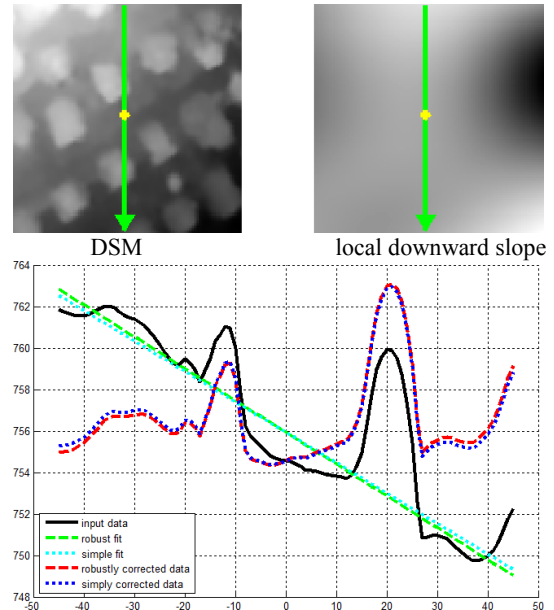 DSM
local downward slope
764
762
760
758
756
754
752
750
748
input data
robust fit
simple fit
robustly corrected data
simply corrected data
-50 -40 -30 -20 -10 0 10 20 30 40 50